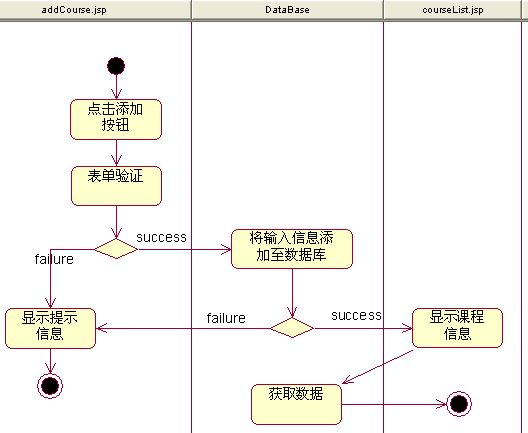 addCourse.jsp
DataBase
courseList.jsp
点击添加
按钮
表单验证
success
failure
将输入信息添
加至数据库
显示提示
信息
failure
success
显示课程
信息
获取数据